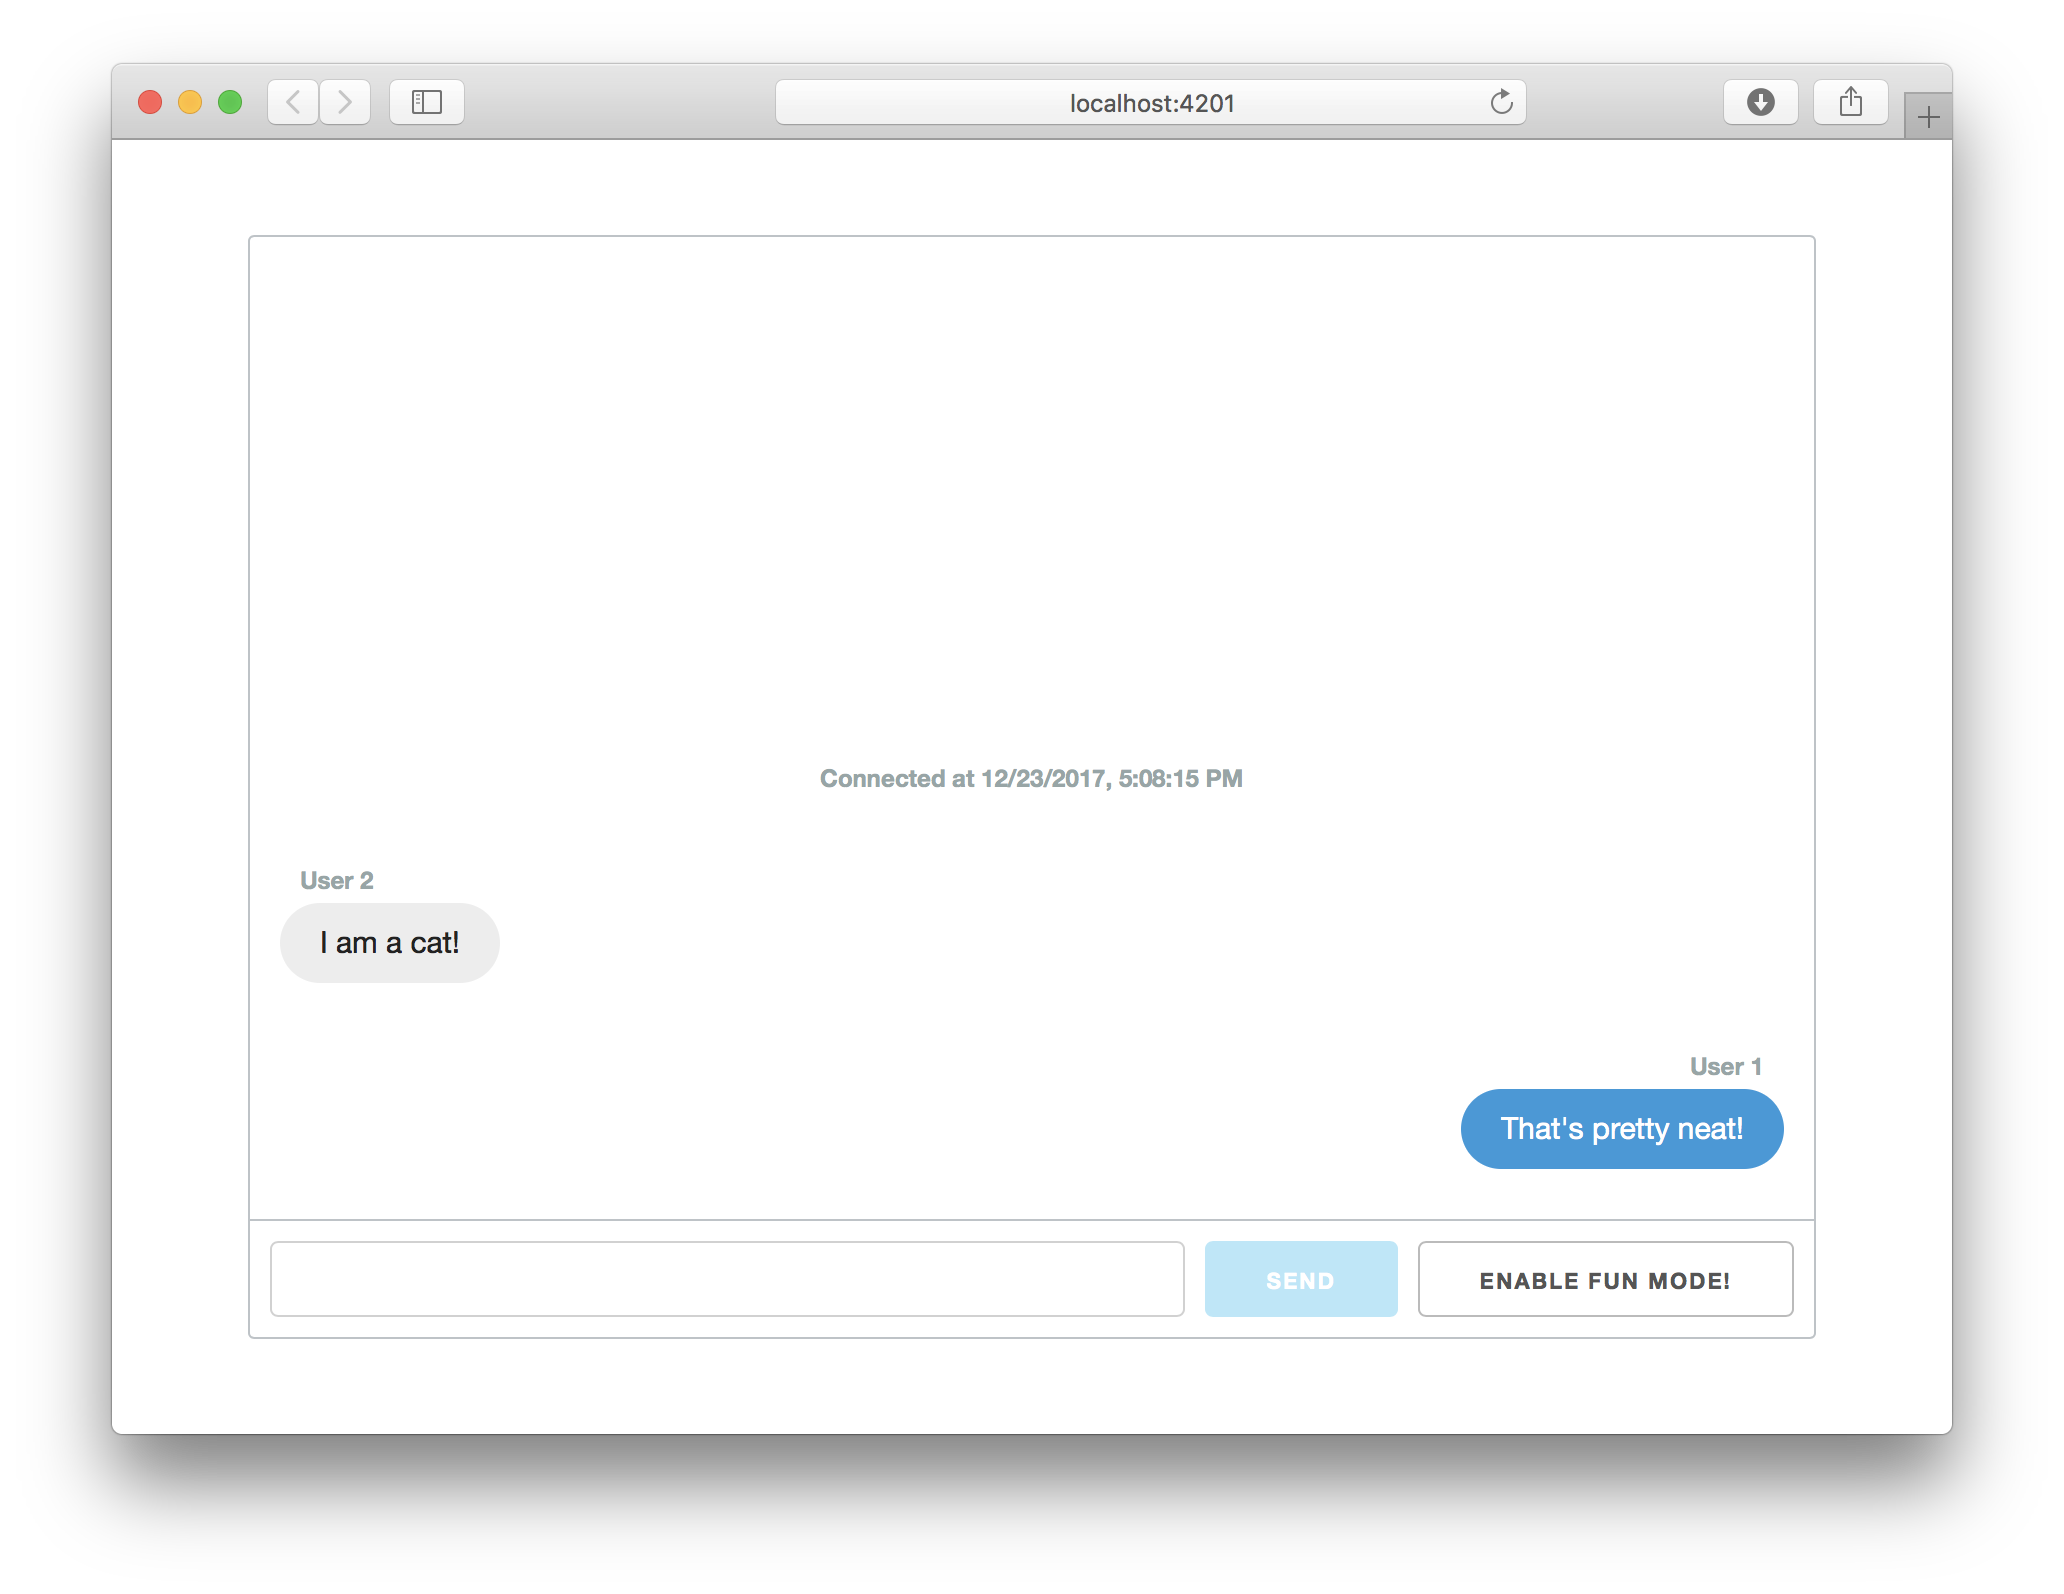 localhost:4201
Connected at 12/23/2017, 5:08:15 PM
User 2
I am a cat!
User 1
That's pretty neat!
SEND
ENABLE FUN MODE!